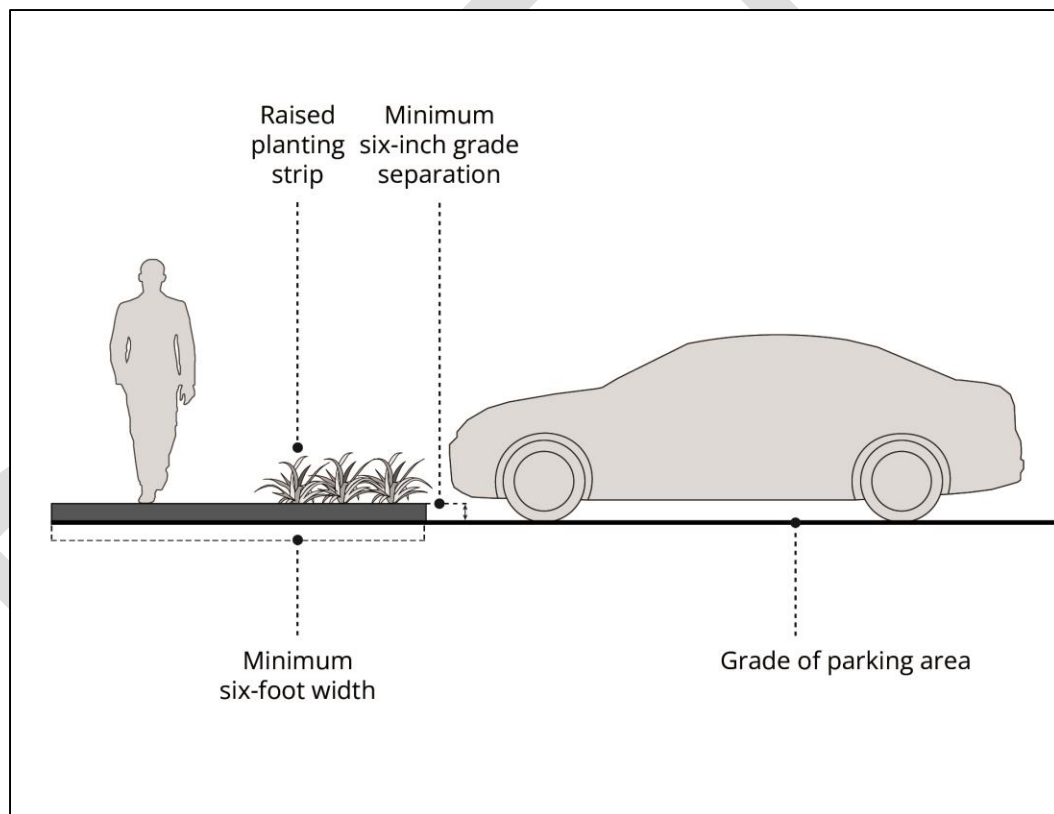 Raised
planting
strip
Minimum
six-inch grade
separation
Minimum
six-foot width
Grade of parking area